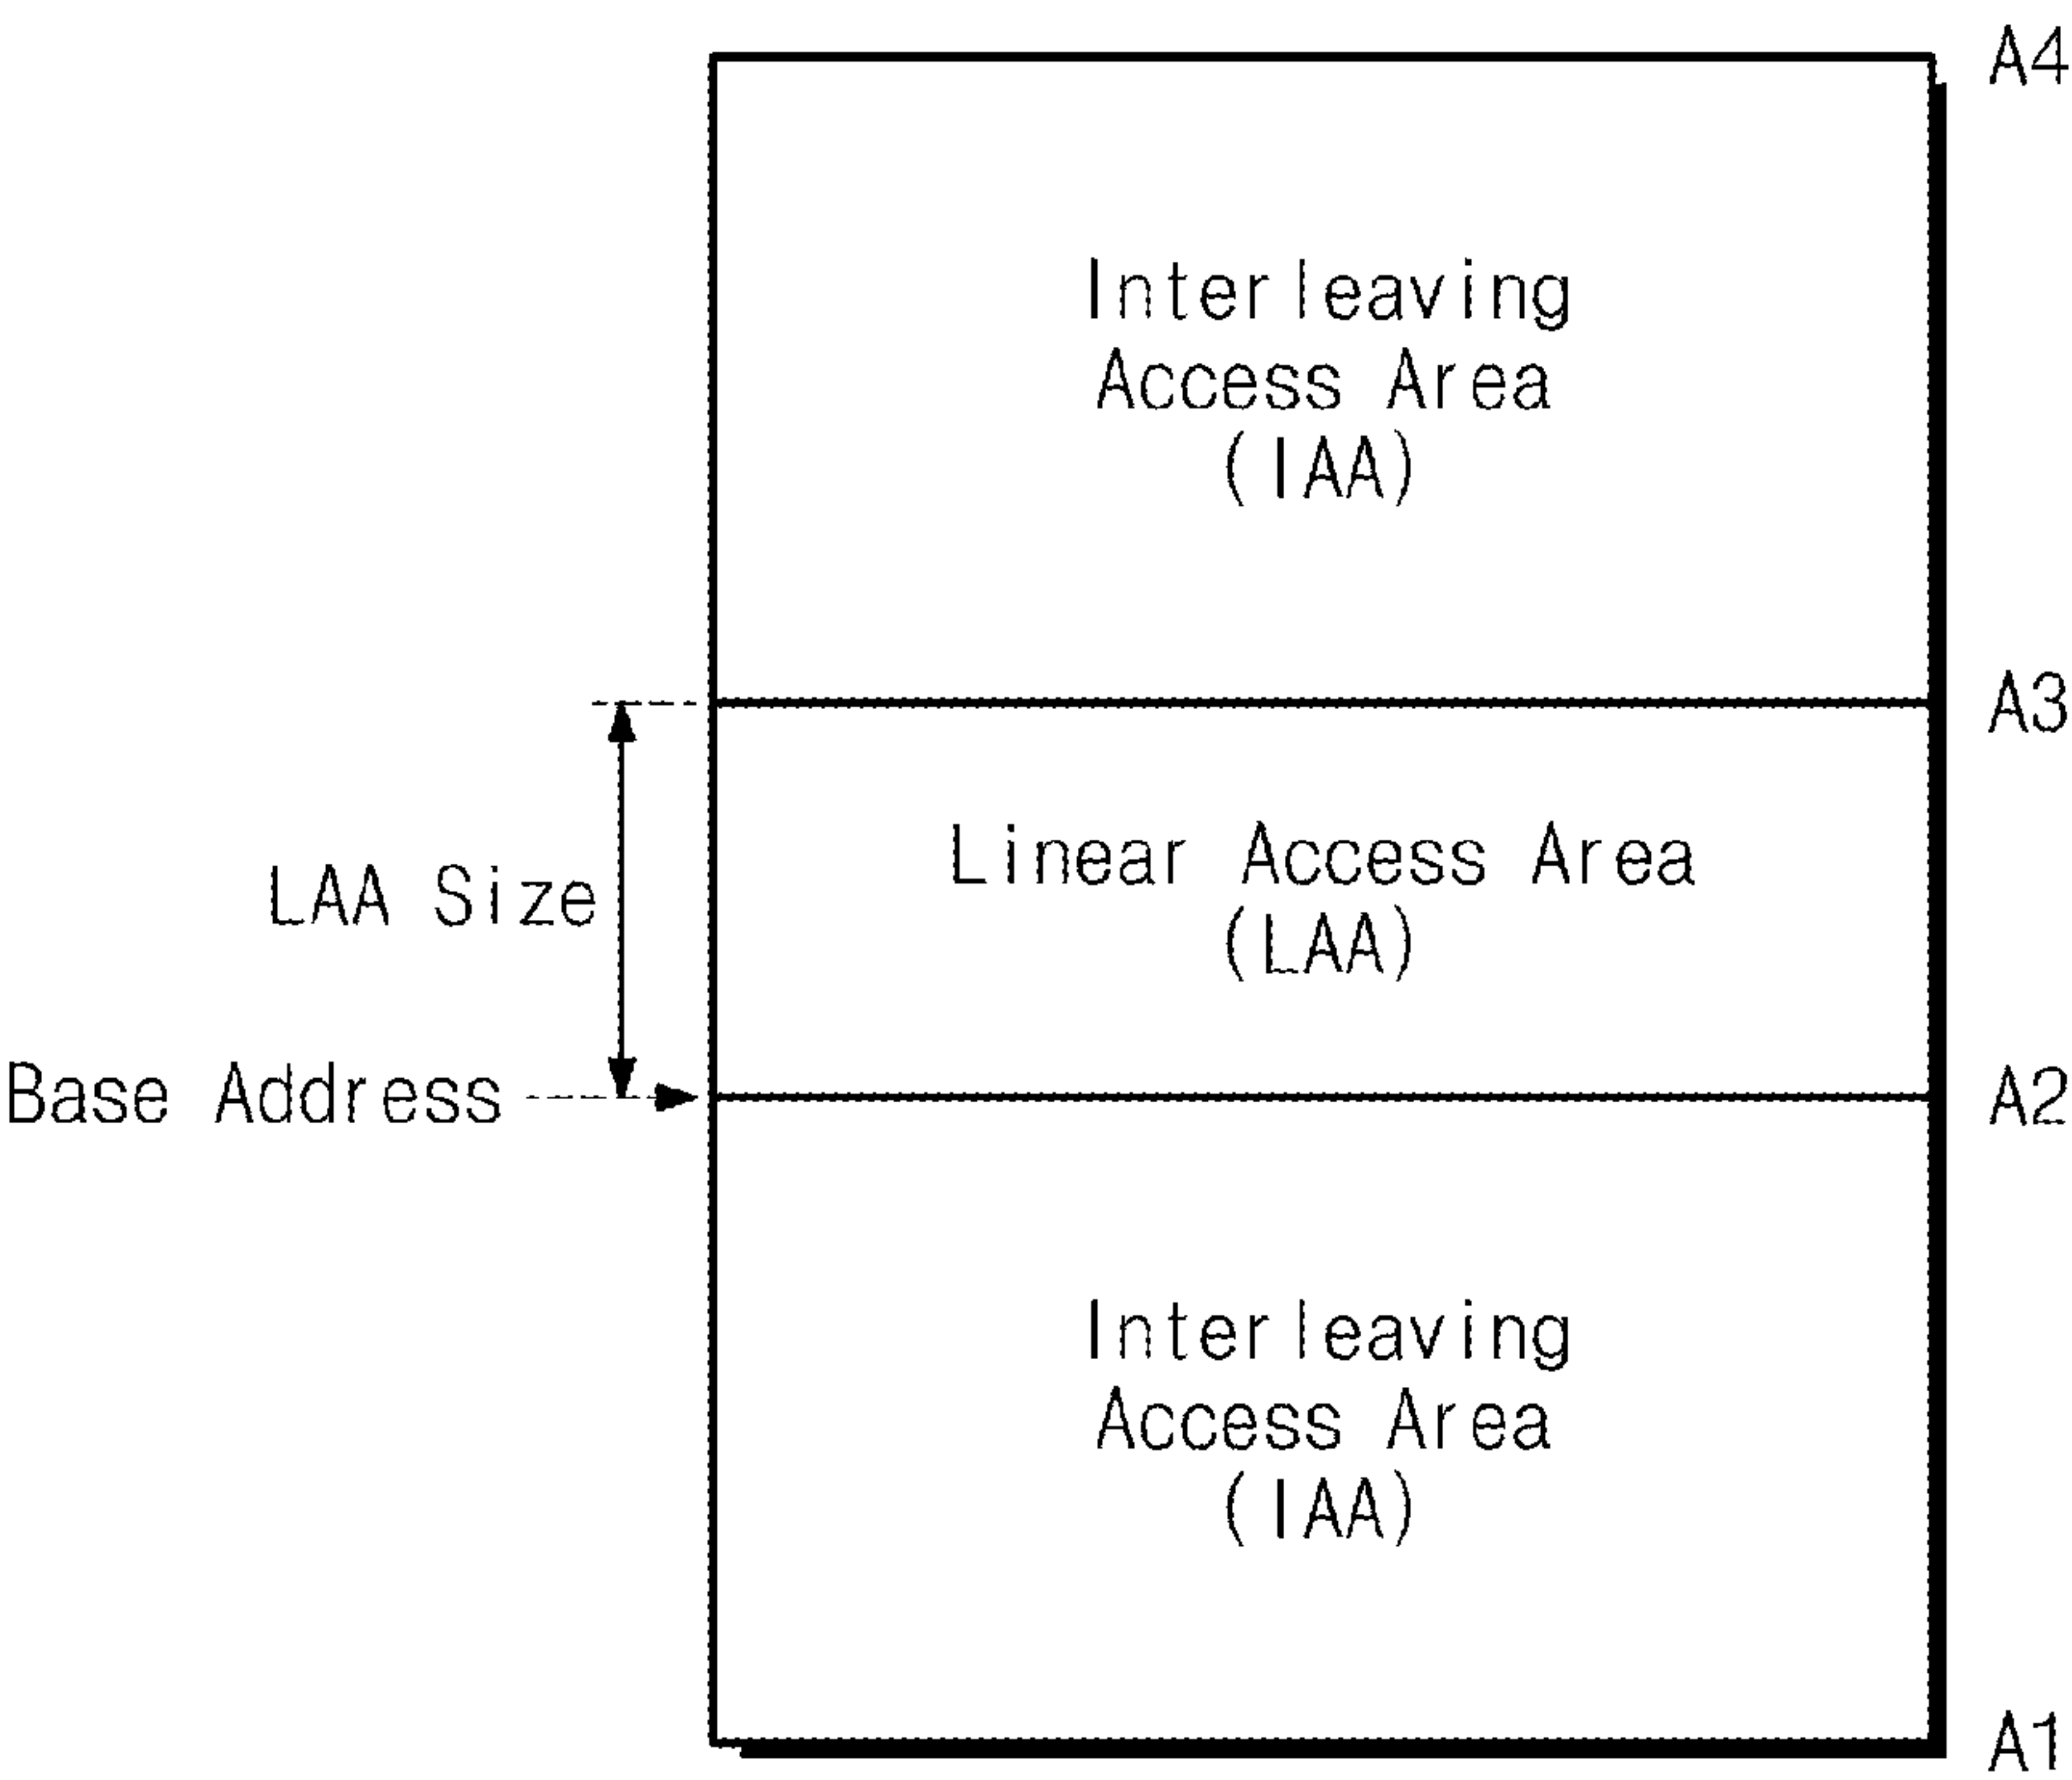 A4
Interleaving
Access Area
(IAA)
A3
Linear Access Area
(LAA)
LAA Size
Base Address
A2
Interleaving
Access Area
(IAA)
A1